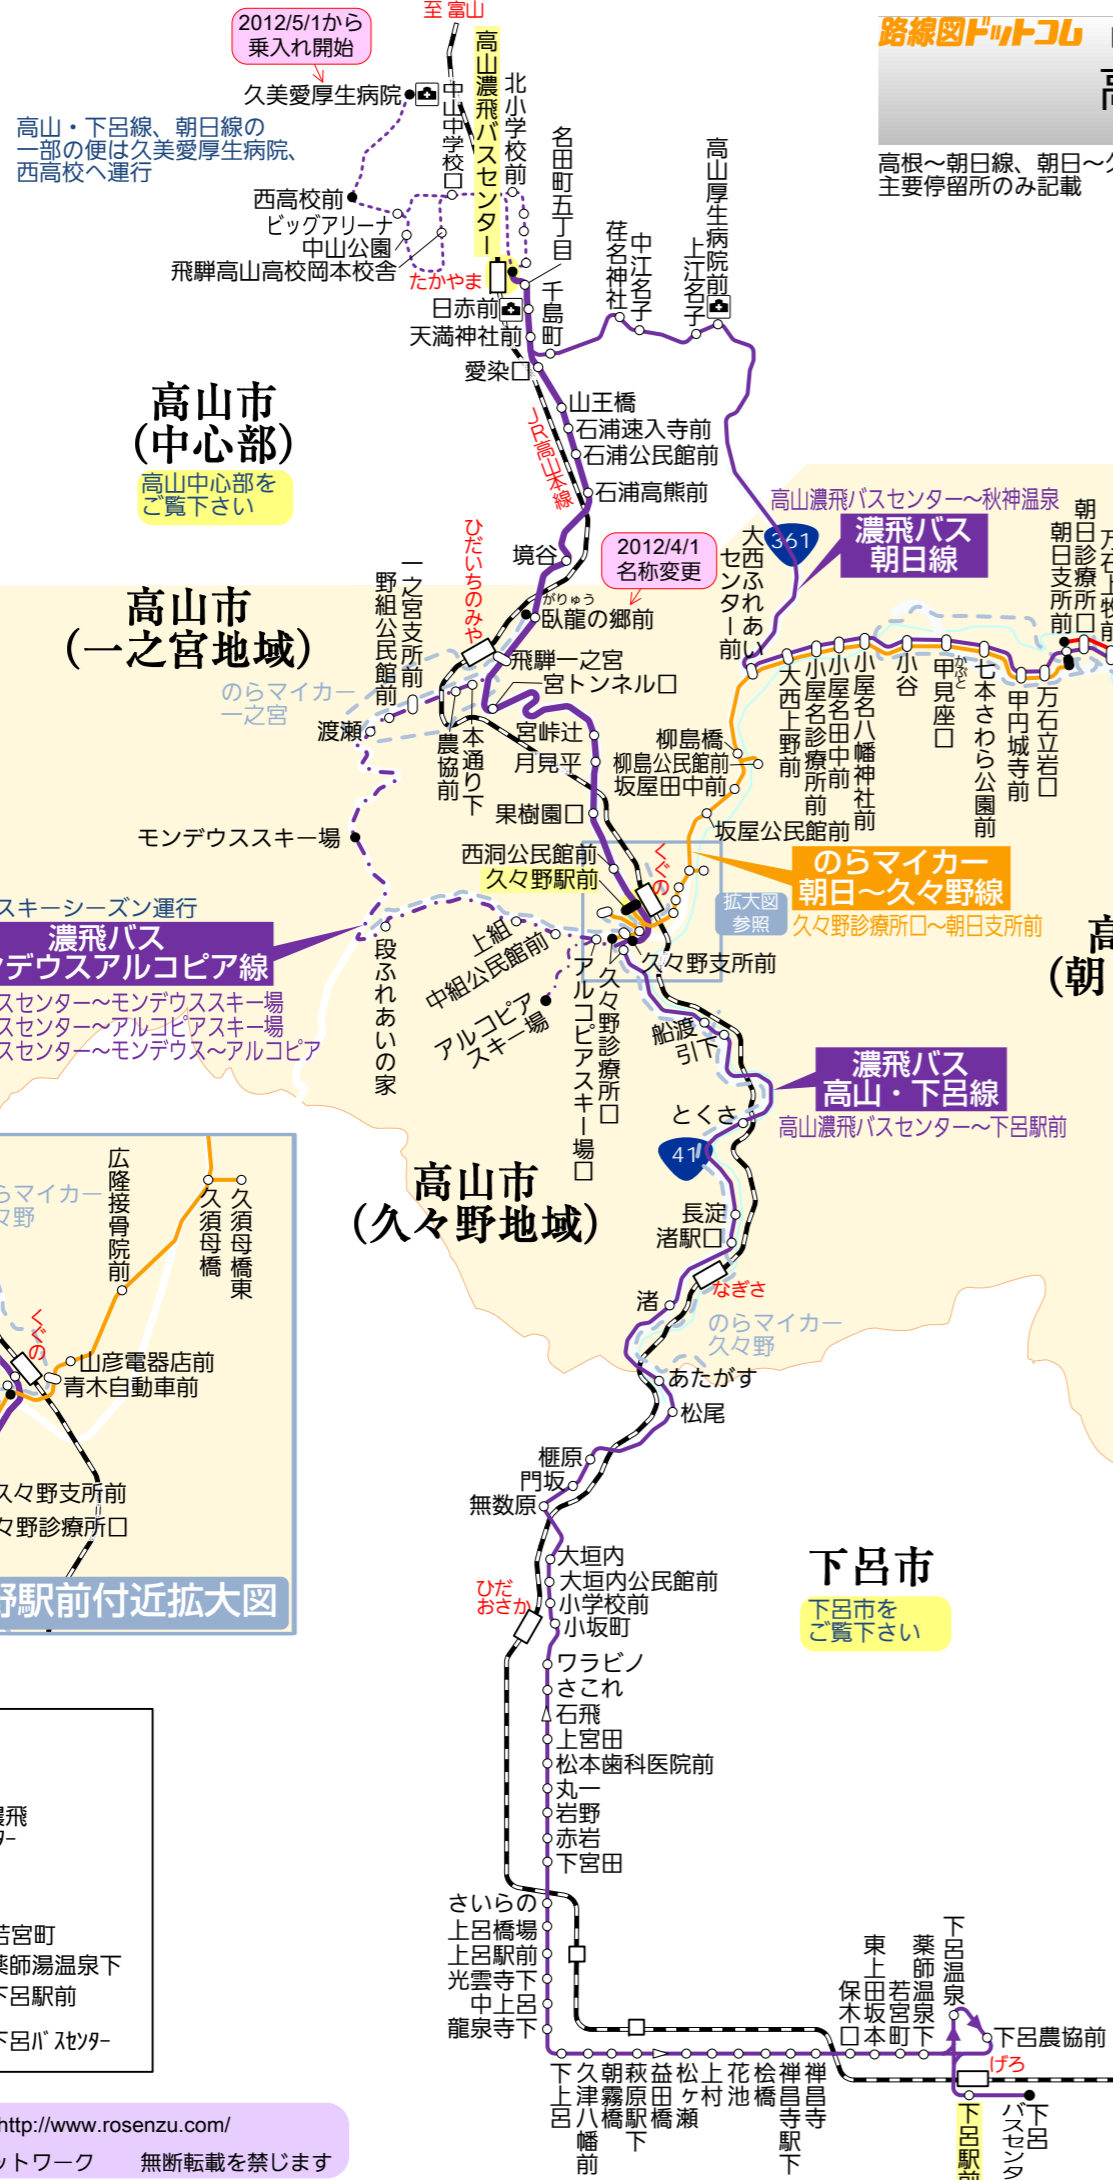 至 富山
2012/5/1から
乗入れ開始
路線図ドットコム
久美愛厚生病院
中山中学校口
高山濃飛バスセンター
北小学校前
名田町五丁目
高山厚生病院前
高山・下呂線、朝日線の
一部の便は久美愛厚生病院、
西高校へ運行
高根～朝日線、朝日～
主要停留所のみ記載
西高校前
ビッグアリーナ
中山公園
飛騨高山高校岡本校舎
たかやま
日赤前
天満神社前
千島町
荏名神社
中江名子
上江名子
愛染口
高山市
(中心部)
高山中心部を
ご覧下さい
山王橋
石浦速入寺前
石浦公民館前
石浦高熊前
JR高山本線
高山濃飛バスセンター～秋神温泉
濃飛バス
朝日線
361
境谷
2012/4/1
名称変更
がりゅう
臥龍の郷前
ひだいちのみや
飛騨一之宮
宮トンネル口
高山市
(一之宮地域)
のらマイカー
一之宮
一之宮支所前
野組公民館前
渡瀬
農協前
本通り下
宮峠辻
月見平
果樹園口
西洞公民館前
久々野駅前
くぐの
大西ふれあい
センター前
大西上野前
小屋名診療所前
小屋名田中前
小屋名八幡神社前
小谷
かぶと
甲見座口
七本さわら公園前
甲円城寺前
万石立岩口
朝日支所前
朝日診療所口
万石上牧前
柳島橋
柳島公民館前
坂屋田中前
坂屋公民館前
のらマイカー
朝日～久々野線
久々野診療所口～朝日支所前
拡大図
参照
モンデウススキー場
スキーシーズン運行
濃飛バス
デウスアルコピア線
スセンター～モンデウススキー場
スセンター～アルコピアスキー場
スセンター～モンデウス～アルコピア
段ふれあいの家
上組
中組公民館前
アルコピア
スキー場
アルコピアスキー場口
久々野診療所口
久々野支所前
船渡
引下
とくさ
濃飛バス
高山・下呂線
高山濃飛バスセンター～下呂駅前
41
高
(朝
高山市
(久々野地域)
長淀
渚駅口
なぎさ
渚
のらマイカー
久々野
あたがす
松尾
らマイカー
々野
広隆接骨院前
久須母橋
久須母橋東
くぐの
山彦電器店前
青木自動車前
久々野支所前
々野診療所口
野駅前付近拡大図
榧原
門坂
無数原
大垣内
大垣内公民館前
小学校前
小坂町
ひだ
おさか
下呂市
下呂市を
ご覧下さい
ワラビノ
さこれ
石飛
上宮田
松本歯科医院前
丸一
岩野
赤岩
下宮田
さいらの
上呂橋場
上呂駅前
光雲寺下
中上呂
龍泉寺下
下上呂
久津八幡前
朝霧橋
萩原駅下
益田橋
松ヶ瀬
上村
花池
桧橋
禅昌寺駅下
禅昌寺
保木口
東上田坂本
若宮町
薬師温泉下
下呂温泉
下呂農協前
げろ
下呂駅前
下呂
バスセンタ
濃飛
ター
若宮町
薬師湯温泉下
下呂駅前
下呂バスセンター
http://www.rosenzu.com/
ットワーク　　無断転載を禁じます